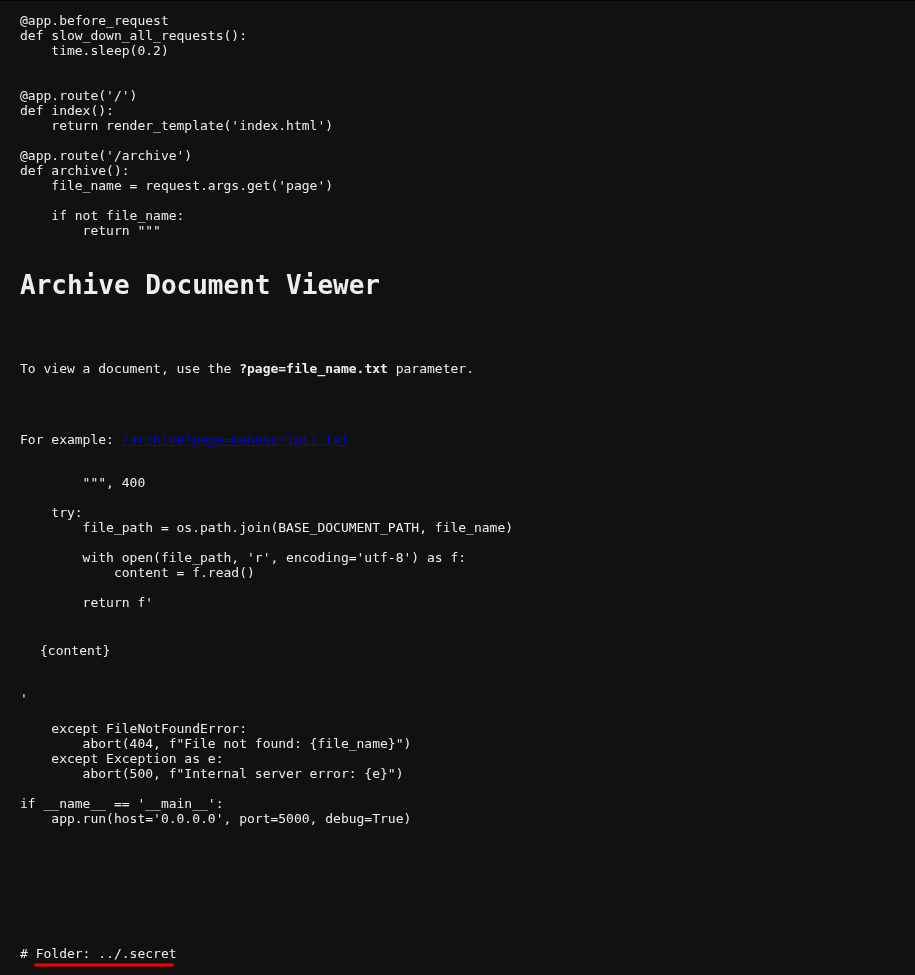 @app.before_request
def slow_down_all_requests():
    time.sleep(0.2)
@app.route('/')
def index():
    return render_template('index.html')
@app.route('/archive')
def archive():
    file_name = request.args.get('page')
    if not file_name:
        return """
Archive Document Viewer
To view a document, use the ?page=file_name.txt parameter.
For example: /archive?page=manuscript1.txt
        """, 400
    try:
        file_path = os.path.join(BASE_DOCUMENT_PATH, file_name)
        with open(file_path, 'r', encoding='utf-8') as f:
            content = f.read()
        return f'
{content}
'
    except FileNotFoundError:
        abort(404, f"File not found: {file_name}")
    except Exception as e:
        abort(500, f"Internal server error: {e}")
if __name__ == '__main__':
    app.run(host='0.0.0.0', port=5000, debug=True)
# Folder: ../.secret